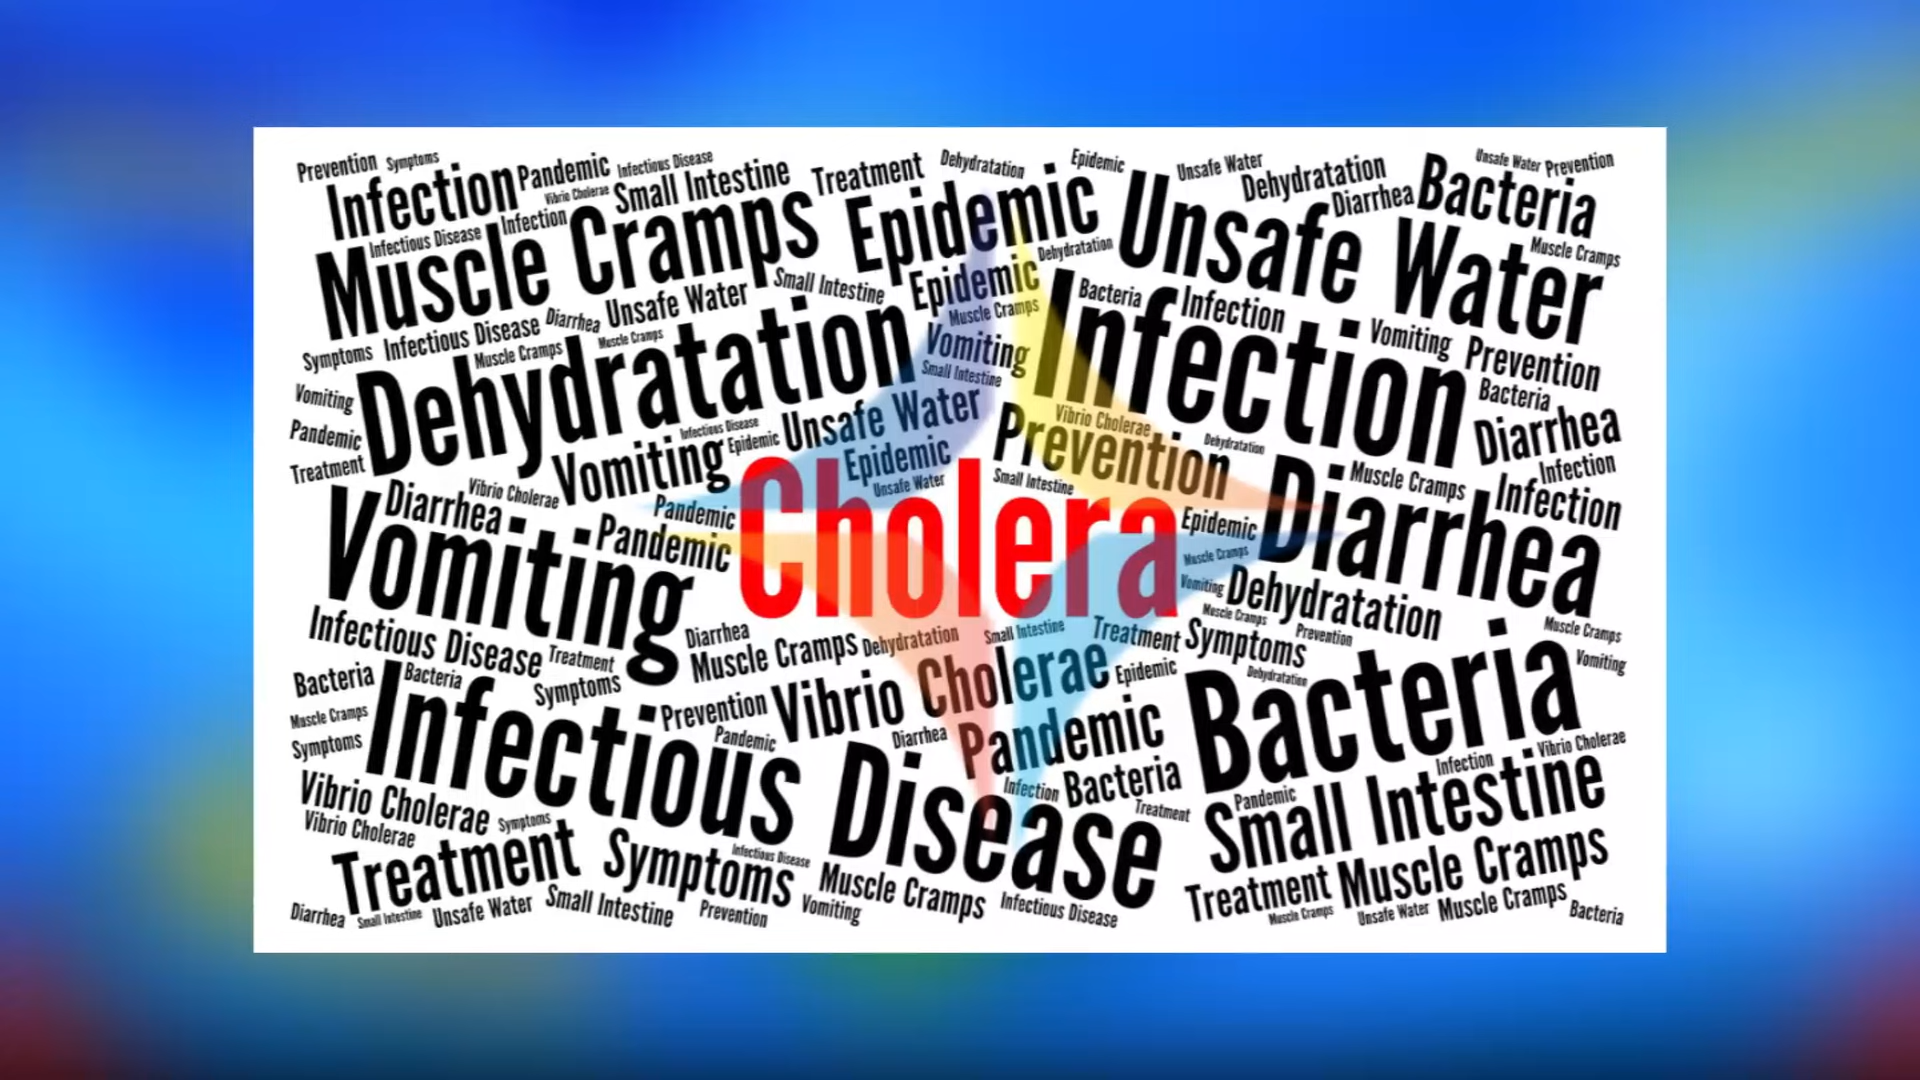 Prevention Symptoms
Infection Pandemic Infectious Disease
Vibrio Cholerae Small Intestine Treatment Dehydratation Epidemic Unsafe Water Dehydratation Unsafe Water Prevention
Infectious Disease Infection Diarrhea Bacteria
Muscle Cramps Epidemic Unsafe Water
Dehydratation Muscle Cramps
Symptoms Infectious Disease Diarrhea Unsafe Water Small Intestine Epidemic Bacteria Infection
Muscle Cramps Muscle Cramps Muscle Cramps Vomiting Prevention
Vomiting Dehydratation Vomiting Infection Bacteria
Small Intestine
Pandemic Infectious Disease Epidemic Unsafe Water Vibrio Cholerae Dehydratation Diarrhea
Treatment Vomiting Epidemic Prevention Muscle Cramps Infection
Diarrhea Vibrio Cholerae Unsafe Water Small Intestine Infection
Pandemic Cholera Epidemic Diarrhea
Vomiting Pandemic Muscle Cramps
Vomiting Dehydratation
Infectious Disease Treatment Diarrhea Muscle Cramps Dehydratation Small Intestine Treatment Symptoms Muscle Cramps Prevention Muscle Cramps
Bacteria Bacteria Symptoms Vibrio Cholerae Epidemic Dehydratation Vomiting
Muscle Cramps Prevention
Symptoms Infectious Disease Pandemic Diarrhea Pandemic Bacteria
Vibrio Cholerae Infection Bacteria Infection Vibrio Cholerae
Vibrio Cholerae Symptoms Treatment Pandemic Small Intestine
Treatment Symptoms Infectious Disease Muscle Cramps Infectious Disease Treatment Muscle Cramps
Diarrhea Small Intestine Unsafe Water Small Intestine Prevention Vomiting Muscle Cramps Unsafe Water Muscle Cramps Bacteria